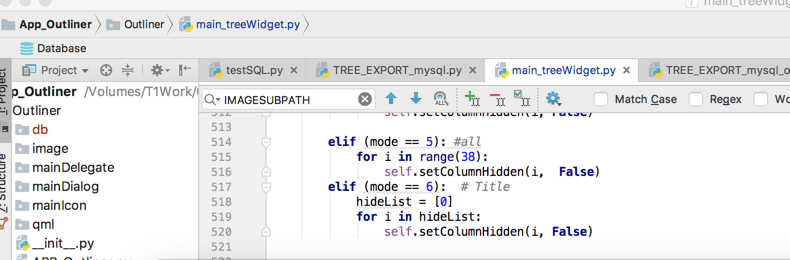 main_treeWidg
App_Outliner Outliner main_treeWidget.py
Database
1: Project
Project
testSQL.py TREE_EXPORT_mysql.py main_treeWidget.py TREE_EXPORT_mysql_o
p_Outliner /Volumes/T1Work/
IMAGESUBPATH Match Case Regex Wo
Outliner
db
image
mainDelegate
mainDialog
mainIcon
qml
__init__.py
7: Structure
512 self.setColumnHidden(i, False)
513
514 elif (mode == 5): #all
515 for i in range(38):
516 self.setColumnHidden(i,  False)
517 elif (mode == 6):  # Title
518 hideList = [0]
519 for i in hideList:
520 self.setColumnHidden(i, False)
521